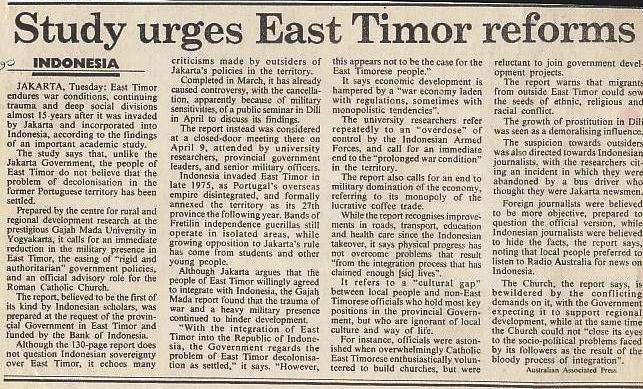 Study urges East Timor reforms
INDONESIA
JAKARTA, Tuesday: East Timor
endures war conditions, continuing
trauma and deep social divisions
almost 15 years after it was invaded
by Jakarta and incorporated into
Indonesia, according to the findings
of an important academic study.
The study says that, unlike the
Jakarta Government, the people of
East Timor do not believe that the
problem of decolonisation in the
former Portuguese territory has been
settled.
Prepared by the centre for rural and
regional development research at the
prestigious Gajah Mada University in
Yogyakarta, it calls for an immediate
reduction in the military presence in
East Timor, the easing of "rigid and
authoritarian" government policies,
and an official advisory role for the
Roman Catholic Church.
The report, believed to be the first of
its kind by Indonesian scholars, was
prepared at the request of the provin-
cial Government in East Timor and
funded by the Bank of Indonesia.
Although the 130-page report does
not question Indonesian sovereignty
over East Timor, it echoes many
criticisms made by outsiders of
Jakarta's policies in the territory.
Completed in March, it has already
caused controversy, with the cancella-
tion, apparently because of military
sensitivities, of a public seminar in Dili
in April to discuss its findings.
The report instead was considered
at a closed-door meeting there on
April 9, attended by university
researchers, provincial government
leaders, and senior military officers.
Indonesia invaded East Timor in
late 1975, as Portugal's overseas
empire disintegrated, and formally
annexed the territory as its 27th
province the following year. Bands of
Fretilin independence guerillas still
operate in isolated areas, while
growing opposition to Jakarta's rule
has come from students and other
young people.
Although Jakarta argues that the
people of East Timor willingly agreed
to integrate with Indonesia, the Gajah
Mada report found that the trauma of
war and a heavy military presence
continued to hinder development.
"With the integration of East
Timor into the Republic of Indone-
sia, the Government regards the
problem of East Timor decolonisa-
tion as settled," it says. "However,
this appears not to be the case for the
East Timorese people."
It says economic development is
hampered by a "war economy laden
with regulations, sometimes with
monopolistic tendencies".
The university researchers refer
repeatedly to an "overdose" of
control by the Indonesian Armed
Forces, and call for an immediate
end to the "prolonged war condition"
in the territory.
The report also calls for an end to
military domination of the economy,
referring to its monopoly of the
lucrative coffee trade.
While the report recognises improve-
ments in roads, transport, education
and health care since the Indonesian
takeover, it says physical progress has
not overcome problems that result
"from the integration process that has
claimed enough [sic] lives".
It refers to a "cultural gap"
between local people and non-East
Timorese officials who hold most key
positions in the provincial Govern-
ment, but who are ignorant of local
culture and way of life.
For instance, officials were aston-
ished when overwhelmingly Catholic
East Timorese enthusiastically volun-
teered to build churches, but were
reluctant to join government devel-
opment projects.
The report warns that migrants
from outside East Timor could sow
the seeds of ethnic, religious and
racial conflict.
The growth of prostitution in Dili
was seen as a demoralising influence.
The suspicion towards outsiders
was also directed towards Indonesian
journalists, with the researchers cit-
ing an incident in which they were
abandoned by a bus driver who
thought they were Jakarta newsmen.
Foreign journalists were believed
to be more objective, prepared to
question the official version, while
Indonesian journalists were believed
to hide the facts, the report says,
noting that local people preferred to
listen to Radio Australia for news on
Indonesia.
The Church, the report says, is
bewildered by the conflicting
demands on it, with the Government
expecting it to support regional
development, while at the same time
the Church could not "close its eyes
to the socio-political problems faced
by its followers as the result of the
bloody process of integration".
Australian Associated Press